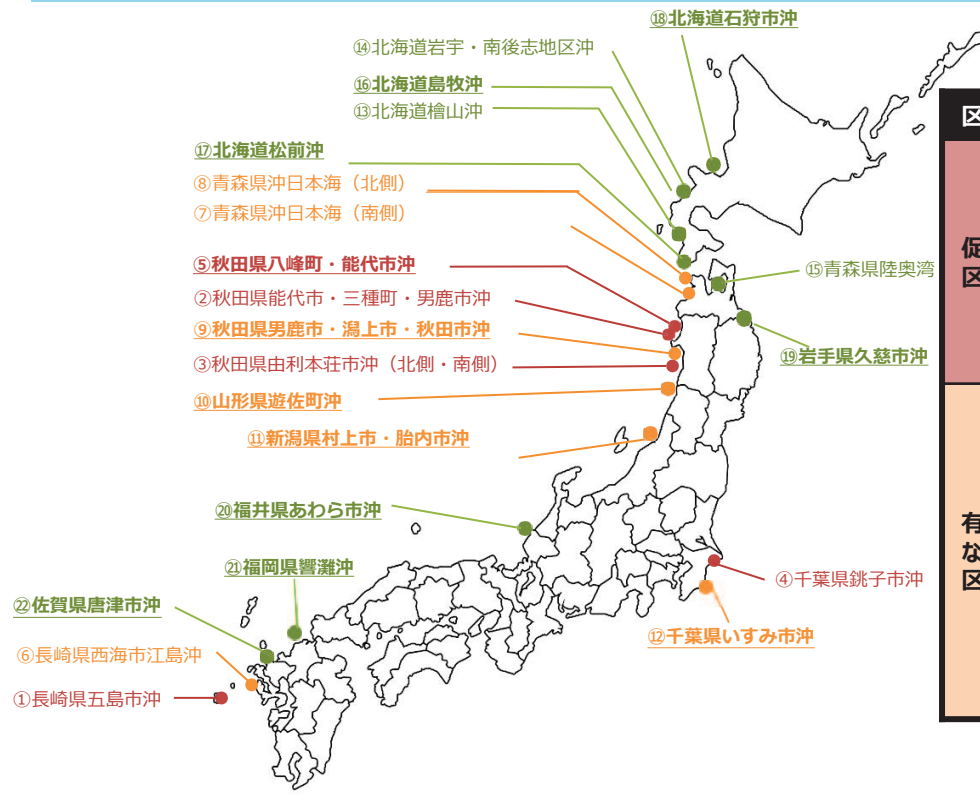 ⑱北海道石狩市沖
⑭北海道岩宇・南後志地区沖
⑯北海道島牧沖
⑬北海道檜山沖
⑰北海道松前沖
⑧青森県沖日本海（北側）
⑦青森県沖日本海（南側）
⑤秋田県八峰町・能代市沖
⑮青森県陸奥湾
②秋田県能代市・三種町・男鹿市沖
⑨秋田県男鹿市・潟上市・秋田市沖
⑲岩手県久慈市沖
③秋田県由利本荘市沖（北側・南側）
⑩山形県遊佐町沖
⑪新潟県村上市・胎内市沖
⑳福井県あわら市沖
㉑福岡県響灘沖
④千葉県銚子市沖
㉒佐賀県唐津市沖
⑫千葉県いすみ市沖
⑥長崎県西海市江島沖
①長崎県五島市沖
区
促
区
有
な
区